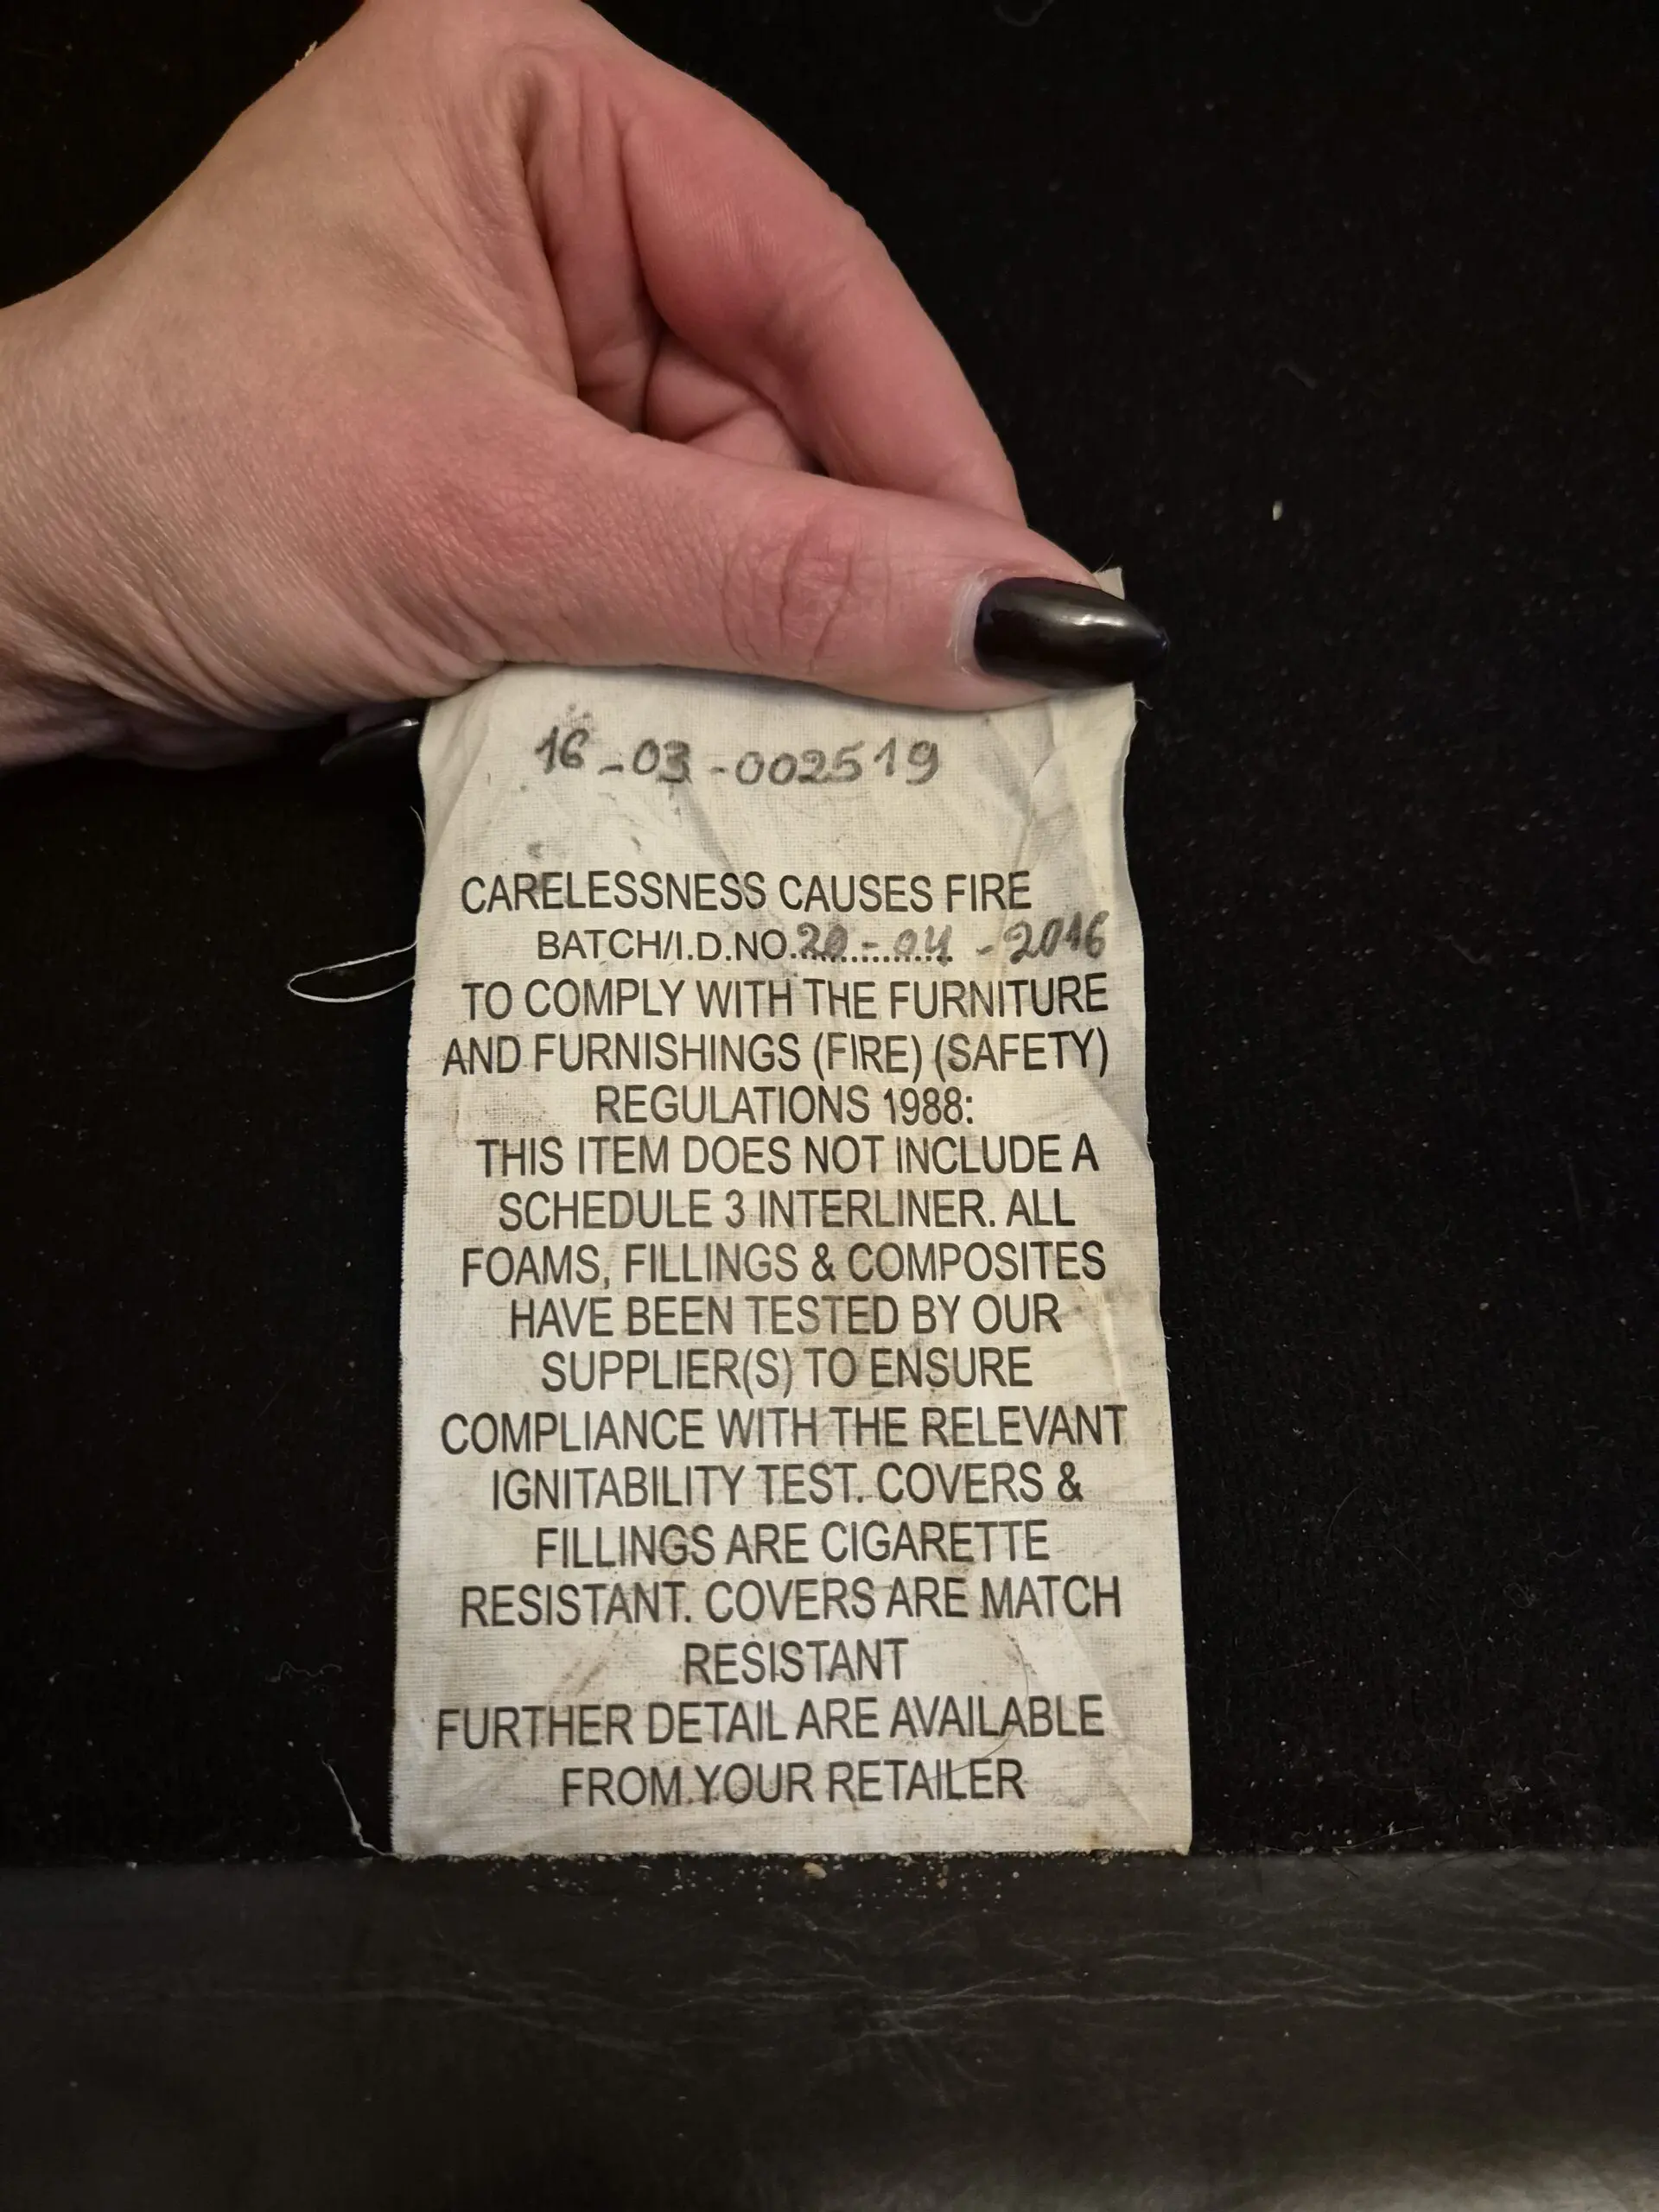 16-03-002519
CARELESSNESS CAUSES FIRE
BATCH/I.D.NO.20-04-2016
TO COMPLY WITH THE FURNITURE
AND FURNISHINGS (FIRE) (SAFETY)
REGULATIONS 1988:
THIS ITEM DOES NOT INCLUDE A
SCHEDULE 3 INTERLINER. ALL
FOAMS, FILLINGS & COMPOSITES
HAVE BEEN TESTED BY OUR
SUPPLIER(S) TO ENSURE
COMPLIANCE WITH THE RELEVANT
IGNITABILITY TEST. COVERS &
FILLINGS ARE CIGARETTE
RESISTANT. COVERS ARE MATCH
RESISTANT
FURTHER DETAIL ARE AVAILABLE
FROM YOUR RETAILER